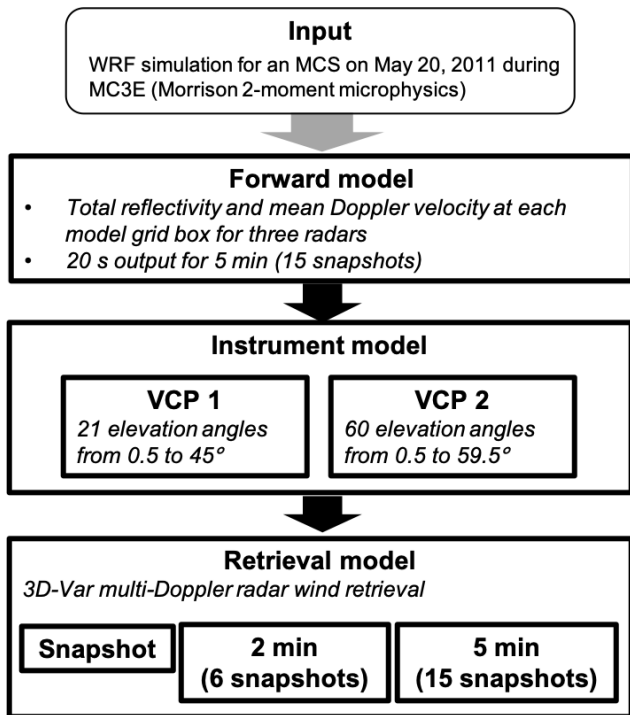 Input
WRF simulation for an MCS on May 20, 2011 during
MC3E (Morrison 2-moment microphysics)
Forward model
• Total reflectivity and mean Doppler velocity at each
model grid box for three radars
• 20 s output for 5 min (15 snapshots)
Instrument model
VCP 1
21 elevation angles
from 0.5 to 45º
VCP 2
60 elevation angles
from 0.5 to 59.5º
Retrieval model
3D-Var multi-Doppler radar wind retrieval
Snapshot
2 min
(6 snapshots)
5 min
(15 snapshots)